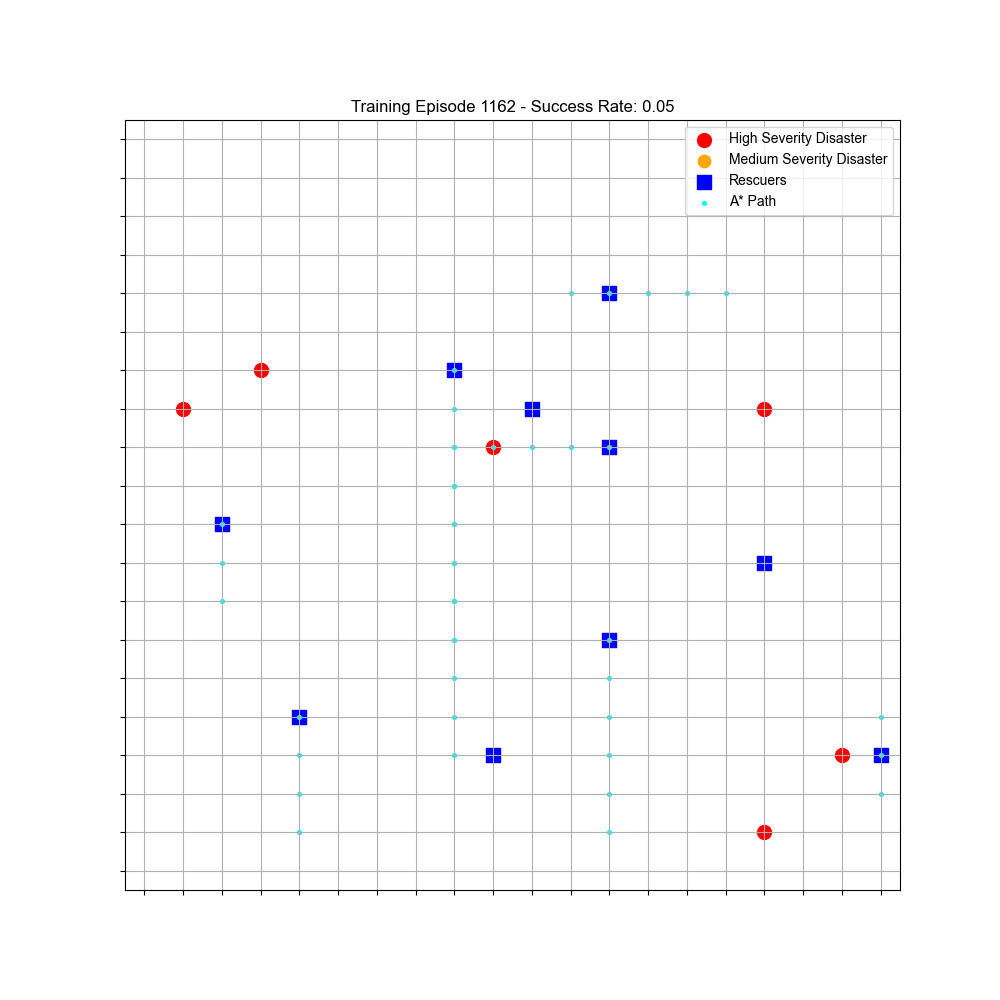 Training Episode 1162 - Success Rate: 0.05
High Severity Disaster
Medium Severity Disaster
Rescuers
A* Path